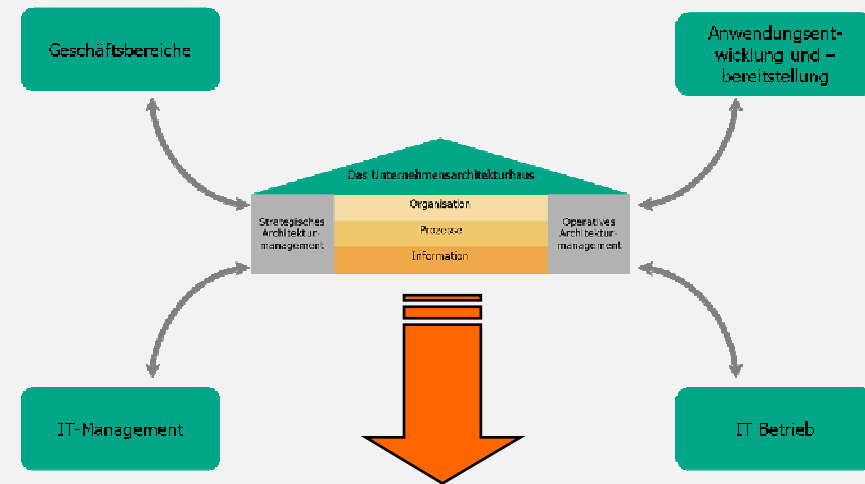 Geschäftsbereiche
Anwendungsent-
wicklung und –
bereitstellung
Das Unternehmensarchitekturhaus
Strategisches
Architektur-
management
Organisation
Prozesse
Information
Operatives
Architektur-
management
IT-Management
IT Betrieb